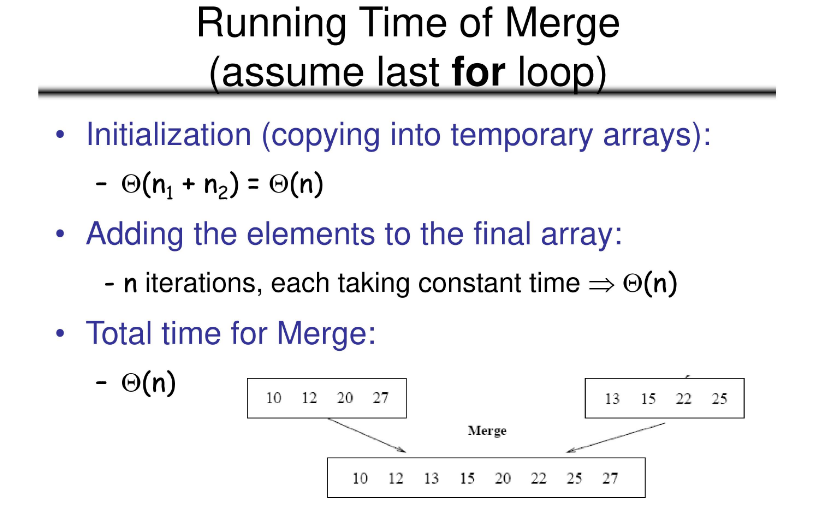 Running Time of Merge
(assume last for loop)
• Initialization (copying into temporary arrays):
– Θ(n₁ + n₂) = Θ(n)
• Adding the elements to the final array:
- n iterations, each taking constant time ⇒ Θ(n)
• Total time for Merge:
– Θ(n)
10 12 20 27
13 15 22 25
Merge
10 12 13 15 20 22 25 27